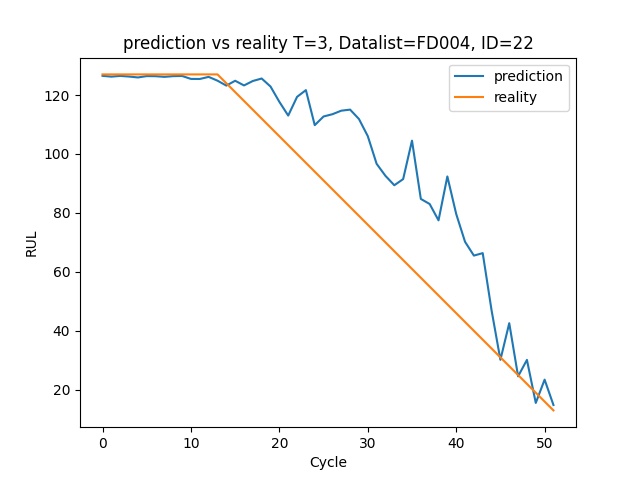 prediction vs reality T=3, Datalist=FD004, ID=22
prediction
reality
120
100
80
60
40
20
RUL
0 10 20 30 40 50
Cycle